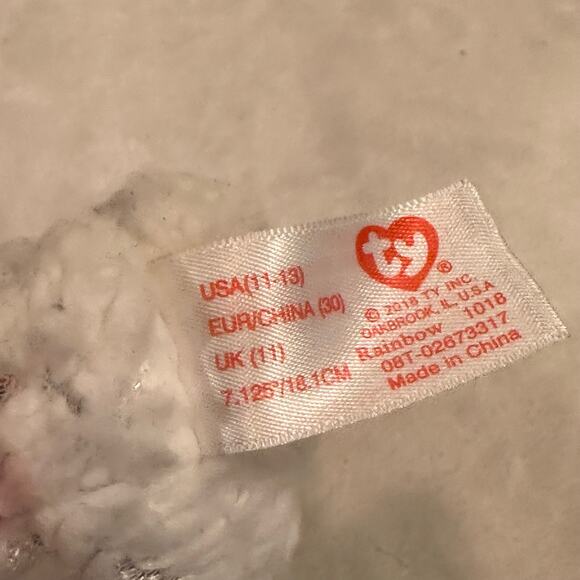 USA(11-13)
EUR/CHINA (30)
UK (11)
7.125"/18.1CM
ty®
© 2018 TY INC.
OAKBROOK, IL. U.S.A
Rainbow 1018
08T-02673317
Made in China